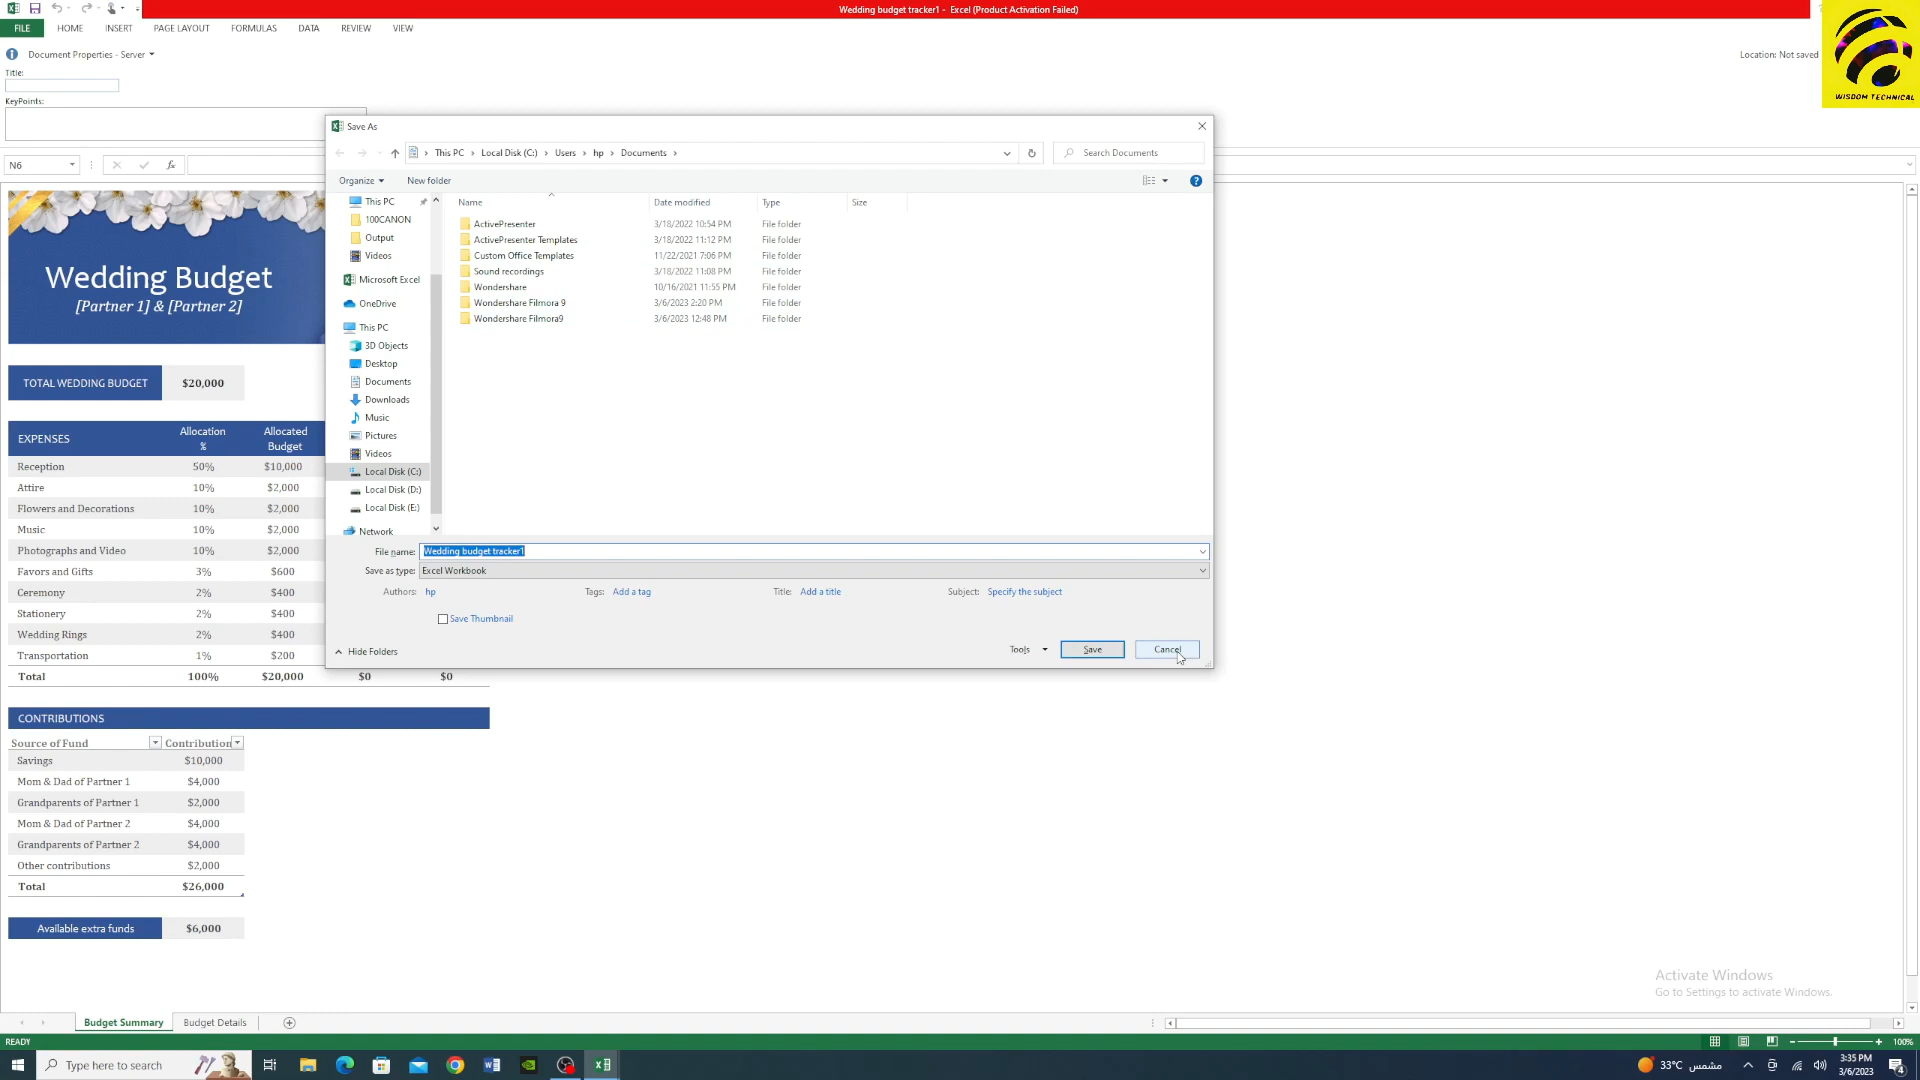 Wedding budget tracker1 - Excel (Product Activation Failed)
FILE HOME INSERT PAGE LAYOUT FORMULAS DATA REVIEW VIEW
Document Properties - Server
Location: Not saved
WISDOM TECHNICAL
Title:
KeyPoints:
N6
Save As
This PC > Local Disk (C:) > Users > hp > Documents >
Search Documents
Organize New folder
Name Date modified Type Size
ActivePresenter 3/18/2022 10:54 PM File folder
ActivePresenter Templates 3/18/2022 11:12 PM File folder
Custom Office Templates 11/22/2021 7:06 PM File folder
Sound recordings 3/18/2022 11:08 PM File folder
Wondershare 10/16/2021 11:55 PM File folder
Wondershare Filmora 9 3/6/2023 2:20 PM File folder
Wondershare Filmora9 3/6/2023 12:48 PM File folder
This PC
100CANON
Output
Videos
Microsoft Excel
OneDrive
This PC
3D Objects
Desktop
Documents
Downloads
Music
Pictures
Videos
Local Disk (C:)
Local Disk (D:)
Local Disk (E:)
Network
File name: Wedding budget tracker1
Save as type: Excel Workbook
Authors: hp Tags: Add a tag Title: Add a title Subject: Specify the subject
Save Thumbnail
Hide Folders
Tools Save Cancel
Wedding Budget
[Partner 1] & [Partner 2]
TOTAL WEDDING BUDGET $20,000
EXPENSES Allocation % Allocated Budget
Reception 50% $10,000
Attire 10% $2,000
Flowers and Decorations 10% $2,000
Music 10% $2,000
Photographs and Video 10% $2,000
Favors and Gifts 3% $600
Ceremony 2% $400
Stationery 2% $400
Wedding Rings 2% $400
Transportation 1% $200
Total 100% $20,000 $0 $0
CONTRIBUTIONS
Source of Fund Contribution
Savings $10,000
Mom & Dad of Partner 1 $4,000
Grandparents of Partner 1 $2,000
Mom & Dad of Partner 2 $4,000
Grandparents of Partner 2 $4,000
Other contributions $2,000
Total $26,000
Available extra funds $6,000
Activate Windows
Go to Settings to activate Windows.
Budget Summary Budget Details
READY
100%
Type here to search
33°C مشمس
3:35 PM
3/6/2023
4